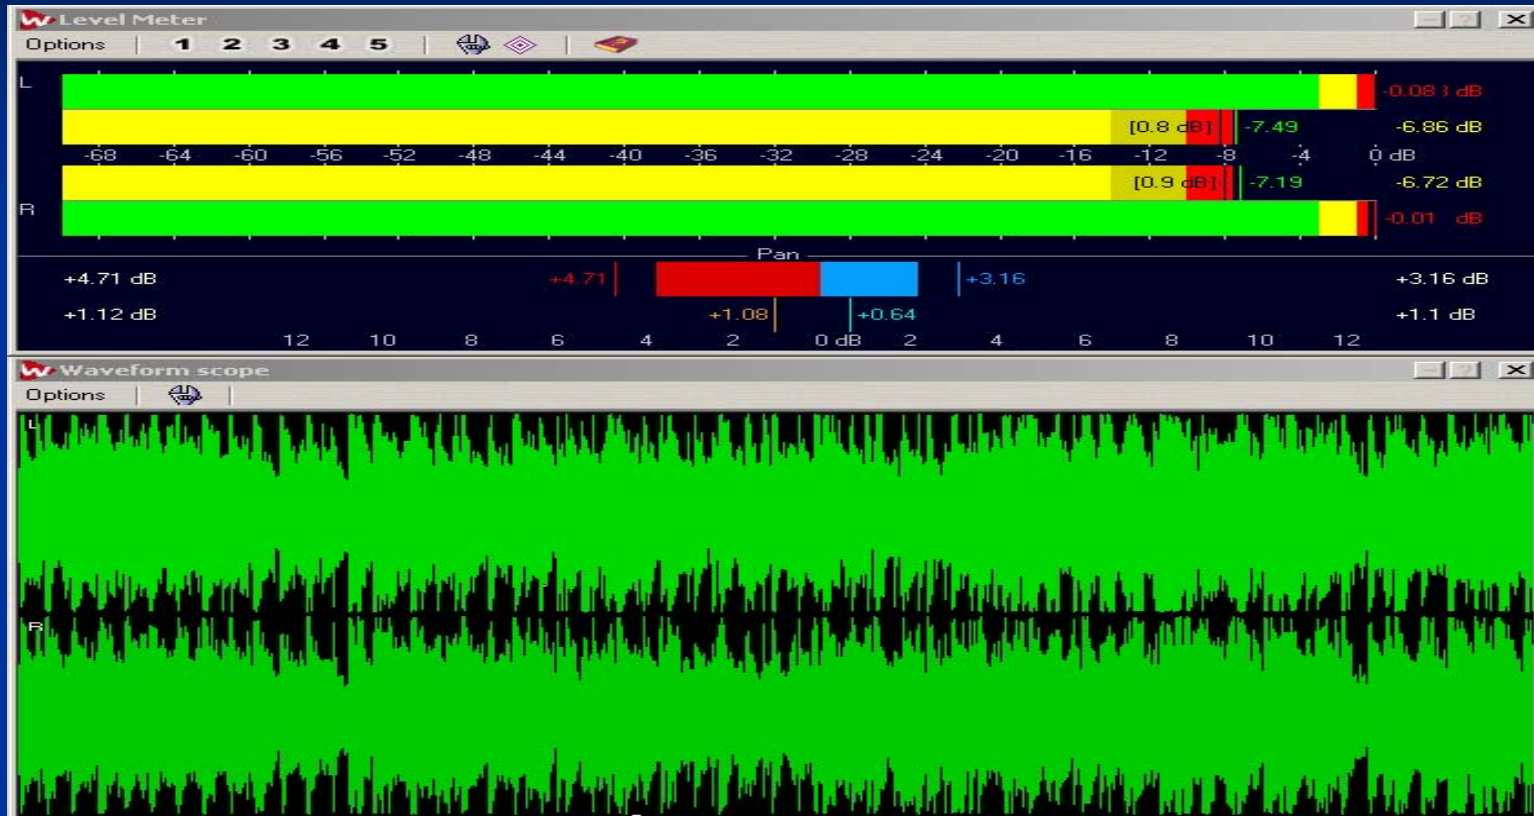 Level Meter
Options 1 2 3 4 5
L -0.083 dB
[0.8 dB] -7.49 -6.86 dB
-68 -64 -60 -56 -52 -48 -44 -40 -36 -32 -28 -24 -20 -16 -12 -8 -4 0 dB
[0.9 dB] -7.19 -6.72 dB
R -0.01 dB
Pan
+4.71 dB +4.71 +3.16 +3.16 dB
+1.12 dB +1.08 +0.64 +1.1 dB
12 10 8 6 4 2 0 dB 2 4 6 8 10 12
Waveform scope
Options
L
R